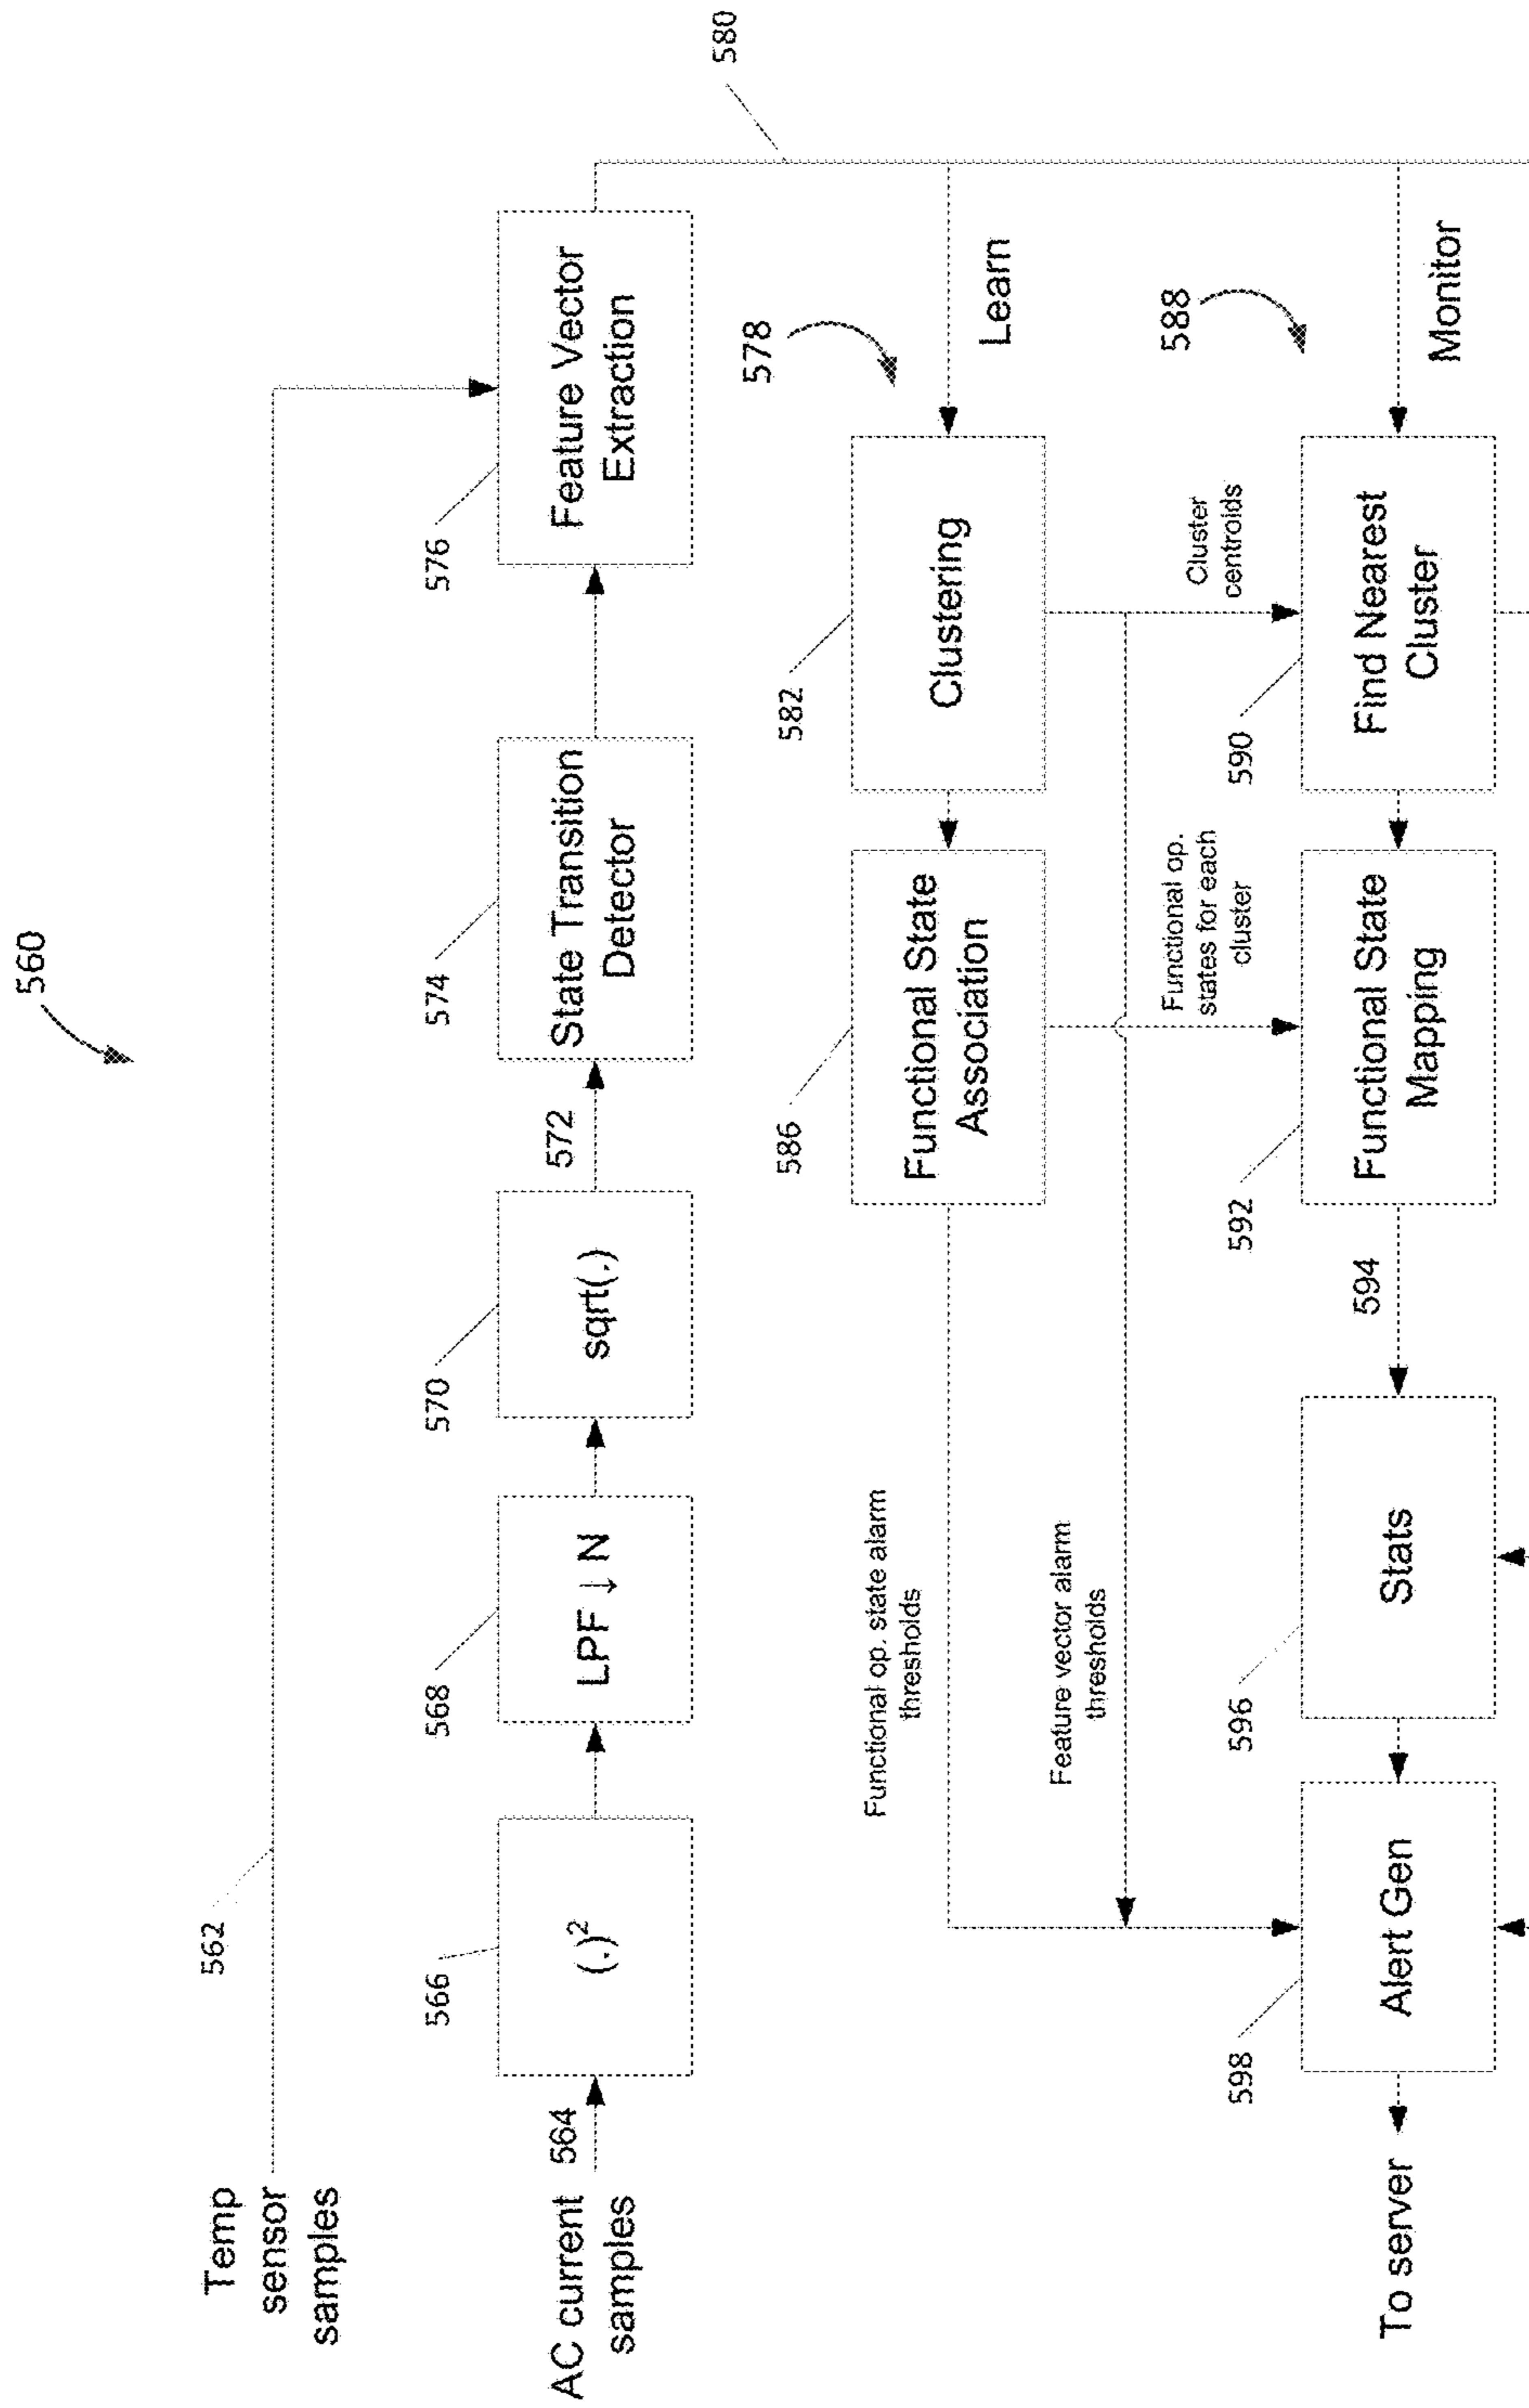 560
Temp
sensor
samples
562
AC current
samples
564
566
(.)²
568
LPF ↓ N
570
sqrt(.)
572
574
State Transition
Detector
576
Feature Vector
Extraction
580
578
Learn
582
Clustering
586
Functional State
Association
Functional op. state alarm
thresholds
Feature vector alarm
thresholds
Functional op.
states for each
cluster
Cluster
centroids
588
Monitor
590
Find Nearest
Cluster
592
Functional State
Mapping
594
596
Stats
598
Alert Gen
To server